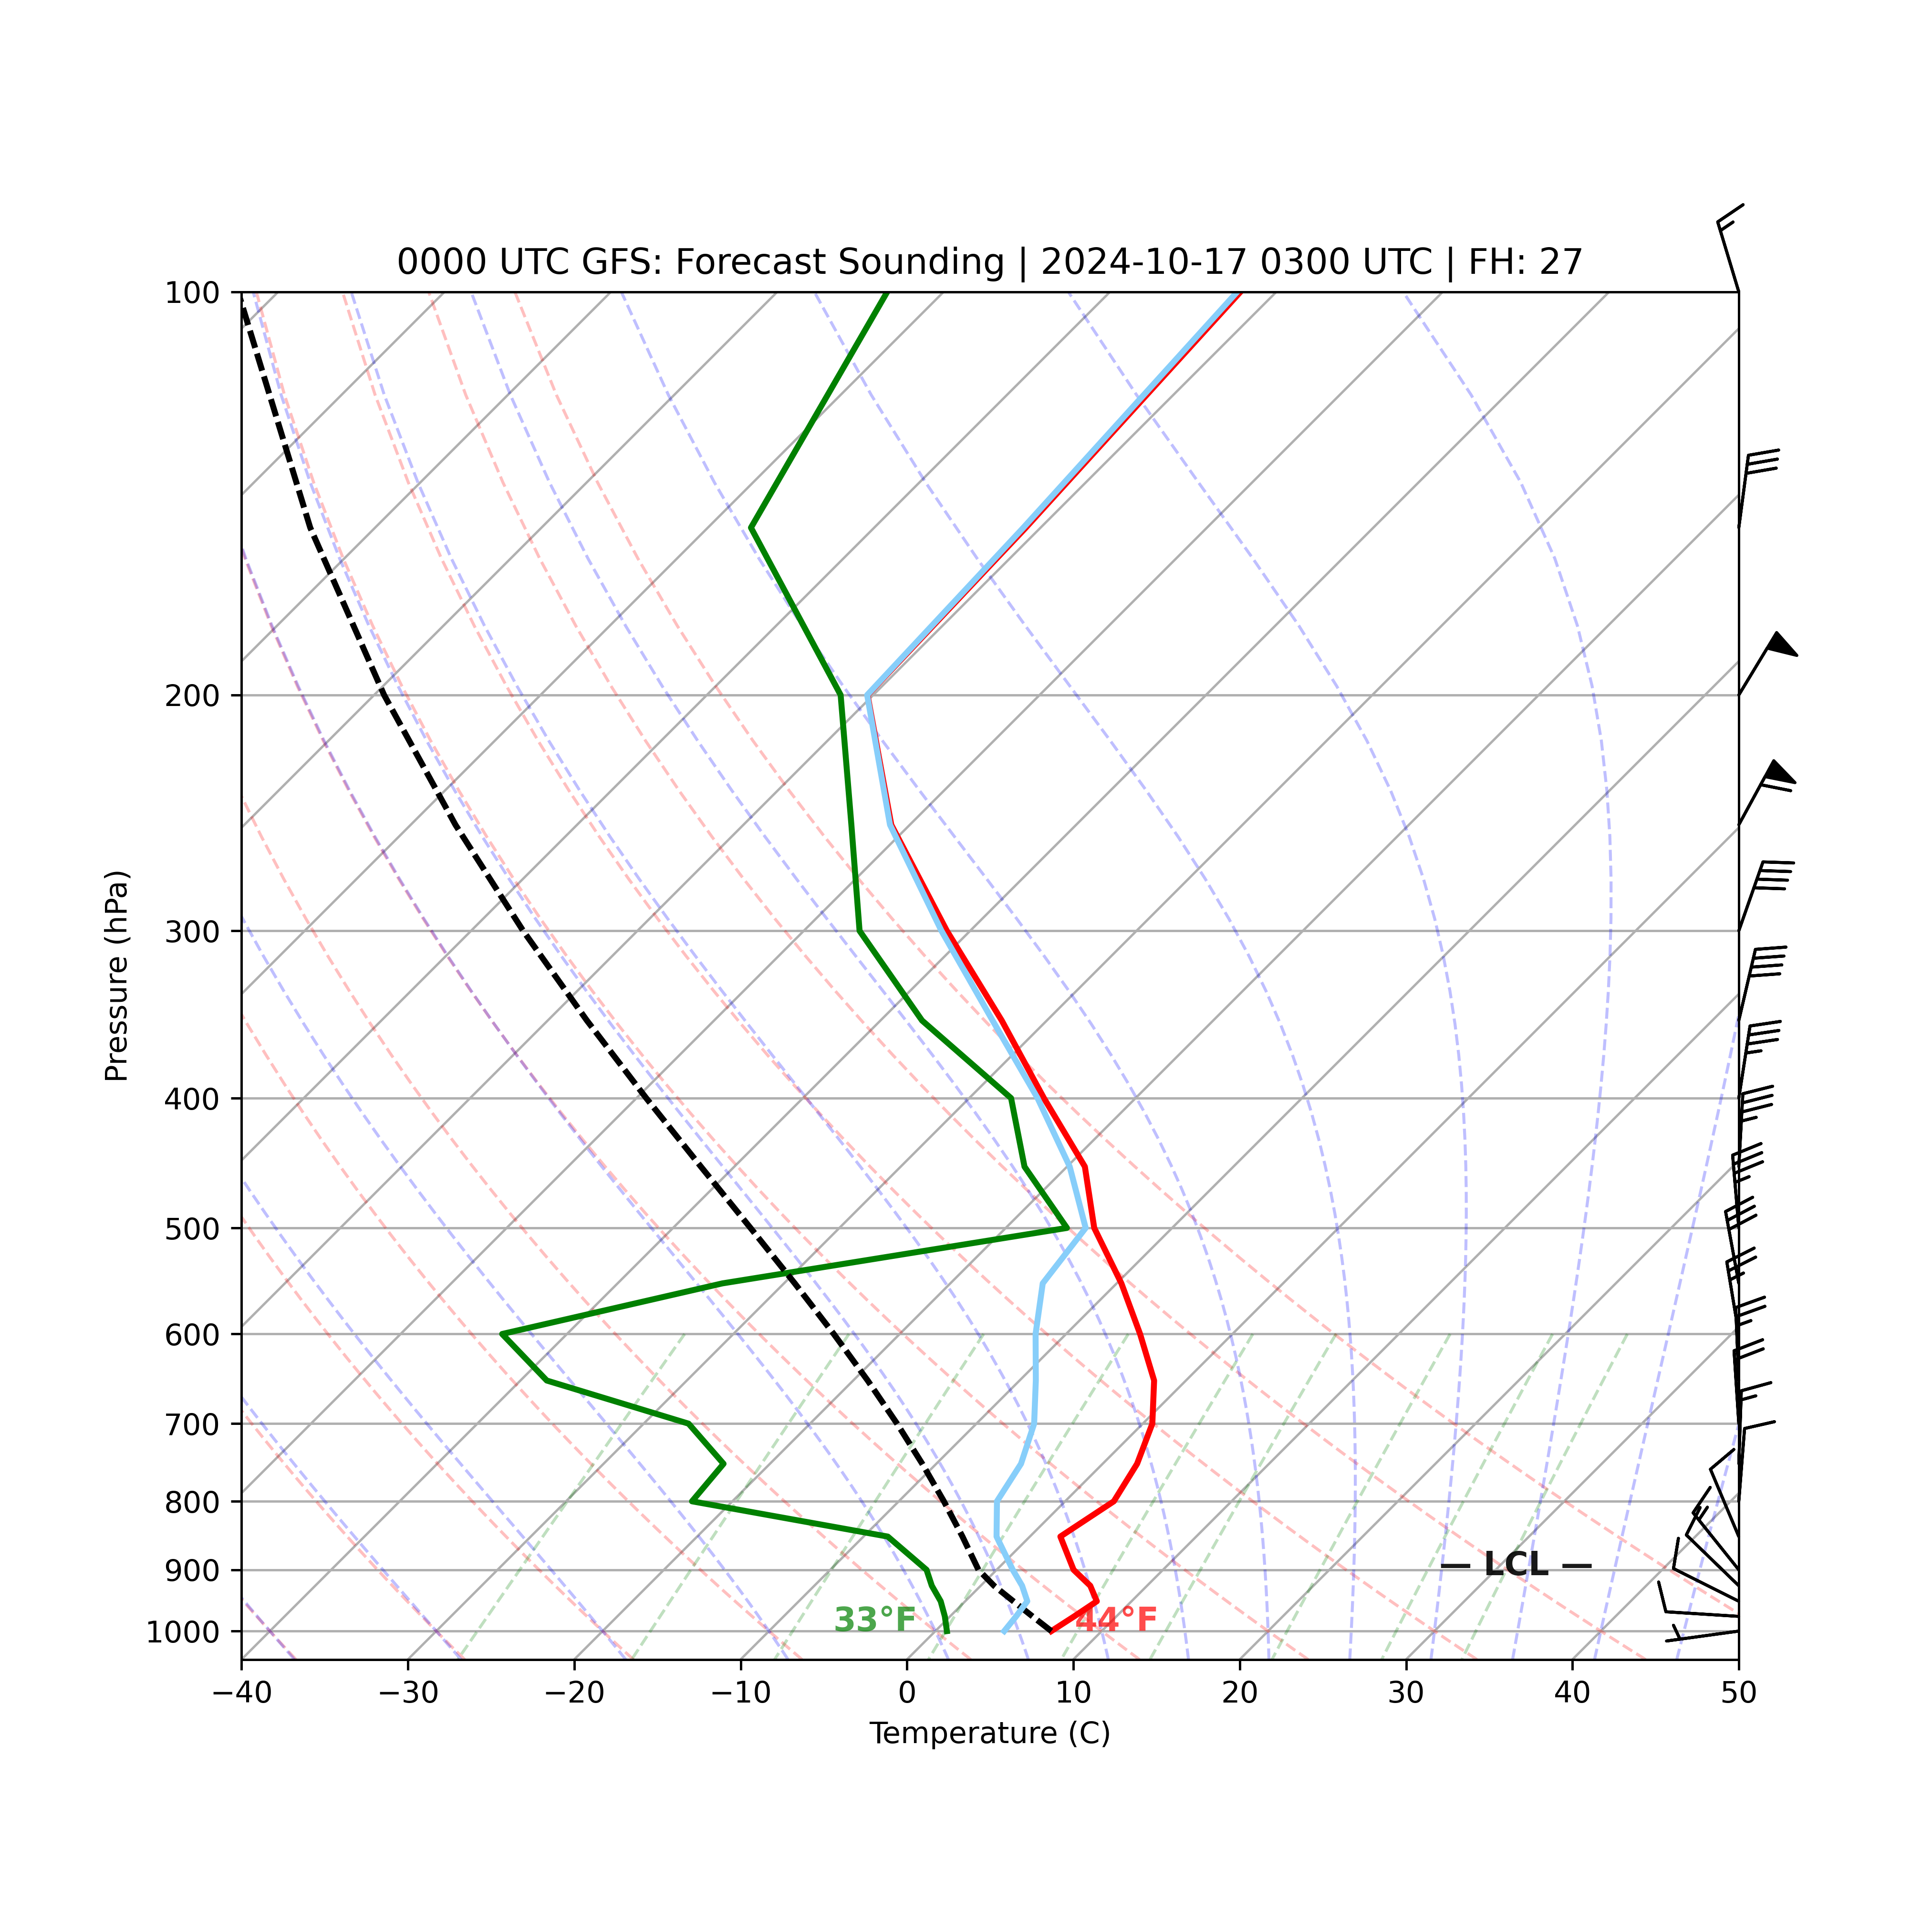 0000 UTC GFS: Forecast Sounding | 2024-10-17 0300 UTC | FH: 27
100
200
300
400
500
600
700
800
900
1000
Pressure (hPa)
— LCL —
33°F
44°F
−40 −30 −20 −10 0 10 20 30 40 50
Temperature (C)